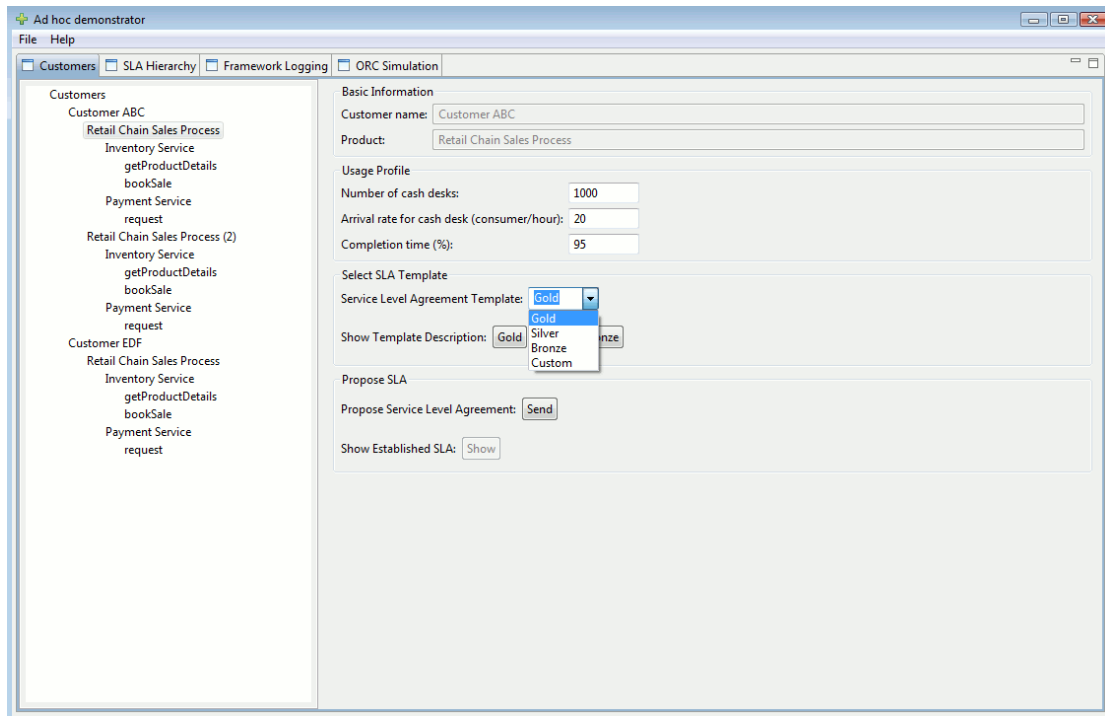 Ad hoc demonstrator
File Help
Customers SLA Hierarchy Framework Logging ORC Simulation
Customers
Customer ABC
Retail Chain Sales Process
Inventory Service
getProductDetails
bookSale
Payment Service
request
Retail Chain Sales Process (2)
Inventory Service
getProductDetails
bookSale
Payment Service
request
Customer EDF
Retail Chain Sales Process
Inventory Service
getProductDetails
bookSale
Payment Service
request
Basic Information
Customer name: Customer ABC
Product: Retail Chain Sales Process
Usage Profile
Number of cash desks: 1000
Arrival rate for cash desk (consumer/hour): 20
Completion time (%): 95
Select SLA Template
Service Level Agreement Template: Gold
Gold
Silver
Bronze
Custom
Show Template Description: Gold nze
Propose SLA
Propose Service Level Agreement: Send
Show Established SLA: Show